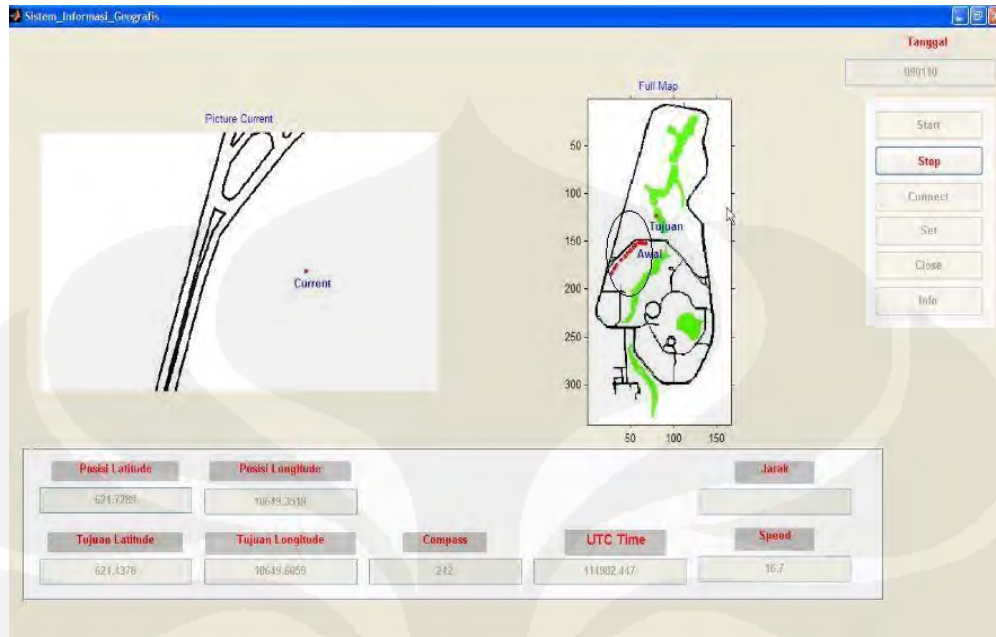 Sistem_Informasi_Geografis
Tanggal
090110
Full Map
Picture Current
Start
Stop
Connect
Set
Close
Info
50
100
150
200
250
300
Tujuan
Awal
50 100 150
Current
Posisi Latitude
Posisi Longitude
Jarak
621.7289
10649.3518
Tujuan Latitude
Tujuan Longitude
Compass
UTC Time
Speed
621.4378
10649.6059
212
114902.447
16.7